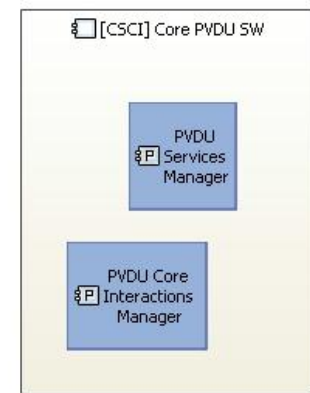 [CSCI] Core PVDU SW
PVDU
P Services
Manager
PVDU Core
P Interactions
Manager